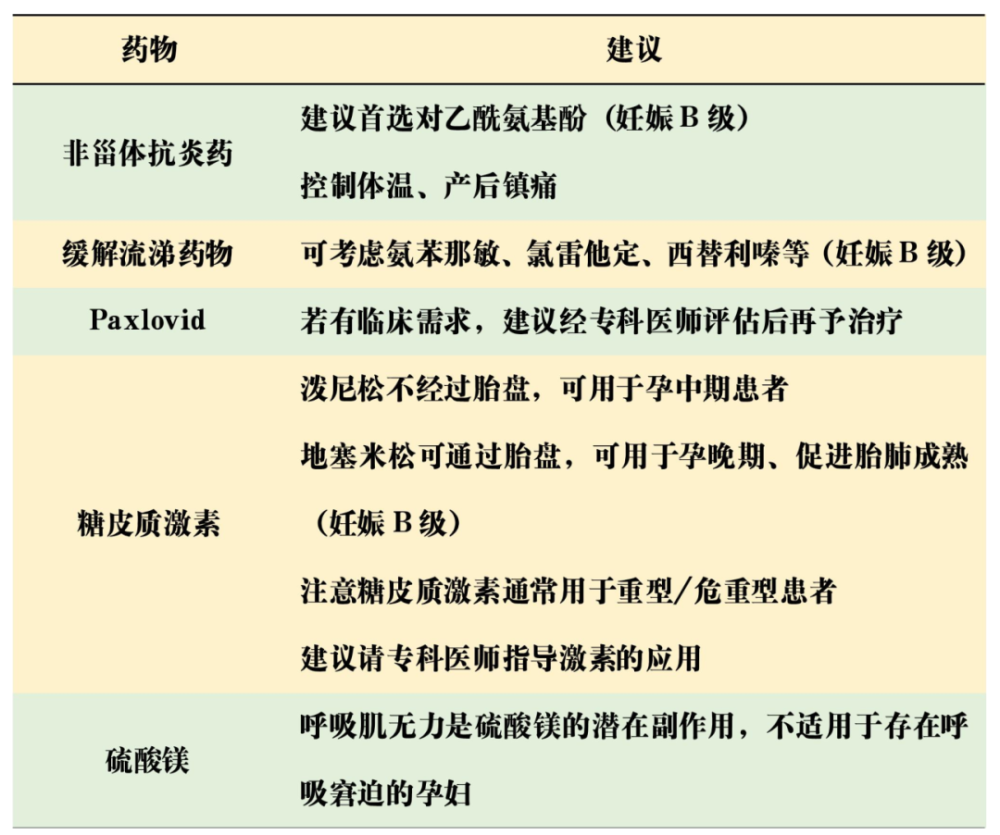 药物 建议
非甾体抗炎药
建议首选对乙酰氨基酚（妊娠B级）
控制体温、产后镇痛
缓解流涕药物 可考虑氨苯那敏、氯雷他定、西替利嗪等（妊娠B级）
Paxlovid 若有临床需求，建议经专科医师评估后再予治疗
糖皮质激素
泼尼松不经过胎盘，可用于孕中期患者
地塞米松可通过胎盘，可用于孕晚期、促进胎肺成熟
（妊娠B级）
注意糖皮质激素通常用于重型/危重型患者
建议请专科医师指导激素的应用
硫酸镁
呼吸肌无力是硫酸镁的潜在副作用，不适用于存在呼
吸窘迫的孕妇